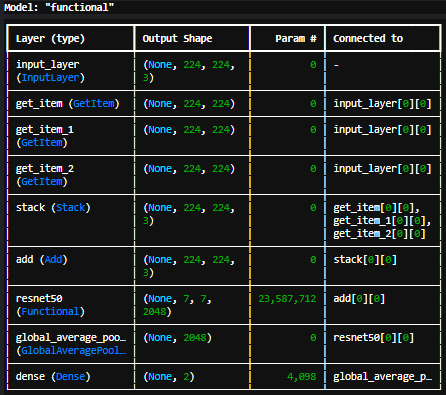 Model: "functional"
Layer (type) Output Shape Param # Connected to
input_layer (None, 224, 224, 0 -
(InputLayer) 3)
get_item (GetItem) (None, 224, 224) 0 input_layer[0][0]
get_item_1 (None, 224, 224) 0 input_layer[0][0]
(GetItem)
get_item_2 (None, 224, 224) 0 input_layer[0][0]
(GetItem)
stack (Stack) (None, 224, 224, 0 get_item[0][0],
3) get_item_1[0][0],
get_item_2[0][0]
add (Add) (None, 224, 224, 0 stack[0][0]
3)
resnet50 (None, 7, 7, 23,587,712 add[0][0]
(Functional) 2048)
global_average_poo… (None, 2048) 0 resnet50[0][0]
(GlobalAveragePool…
dense (Dense) (None, 2) 4,098 global_average_p…